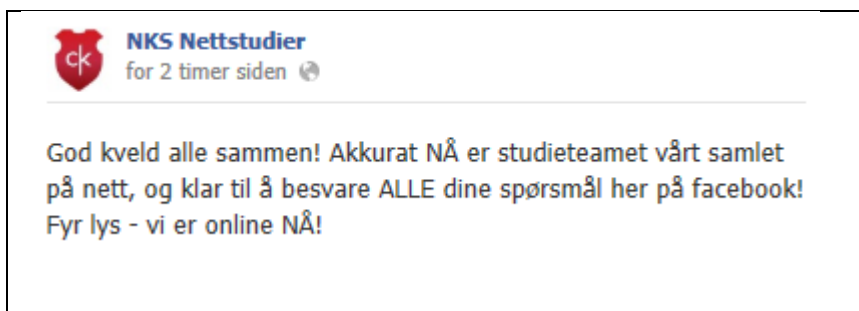 ck
NKS Nettstudier
for 2 timer siden
God kveld alle sammen! Akkurat NÅ er studieteamet vårt samlet
på nett, og klar til å besvare ALLE dine spørsmål her på facebook!
Fyr lys - vi er online NÅ!